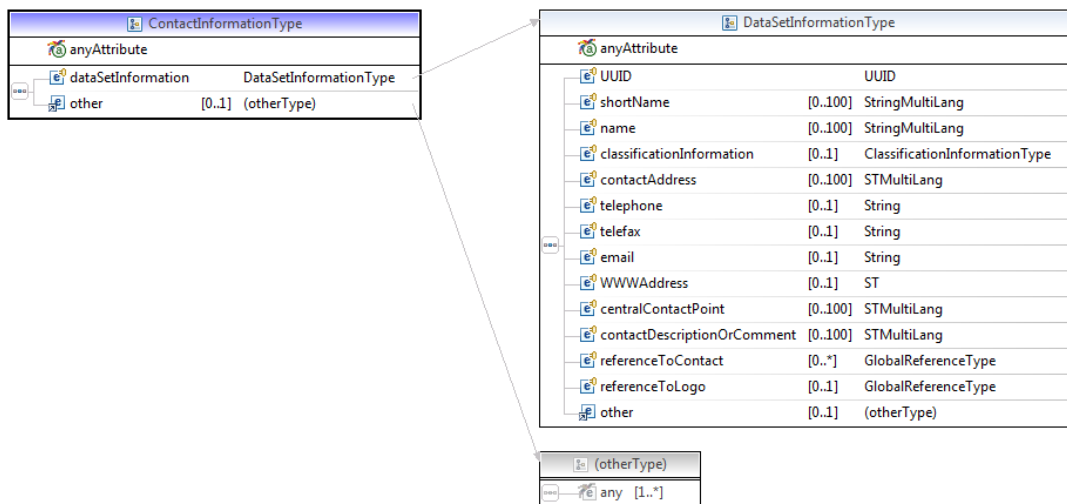 ContactInformationType
anyAttribute
dataSetInformation DataSetInformationType
other [0..1] (otherType)
DataSetInformationType
anyAttribute
UUID UUID
shortName [0..100] StringMultiLang
name [0..100] StringMultiLang
classificationInformation [0..1] ClassificationInformationType
contactAddress [0..100] STMultiLang
telephone [0..1] String
telefax [0..1] String
email [0..1] String
WWWAddress [0..1] ST
centralContactPoint [0..100] STMultiLang
contactDescriptionOrComment [0..100] STMultiLang
referenceToContact [0..*] GlobalReferenceType
referenceToLogo [0..1] GlobalReferenceType
other [0..1] (otherType)
(otherType)
any [1..*]